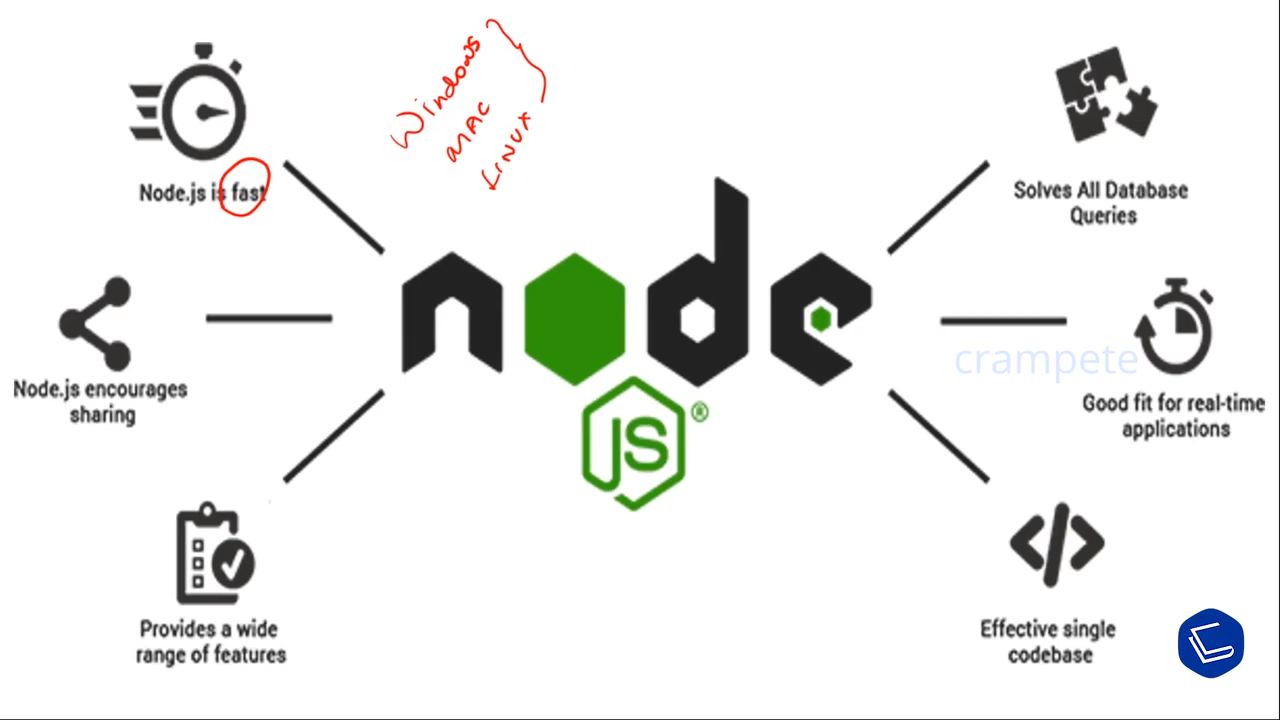 Windows
MAC
LINUX
Node.js is fast
Solves All Database
Queries
node
JS®
Node.js encourages
sharing
crampete
Good fit for real-time
applications
Provides a wide
range of features
Effective single
codebase